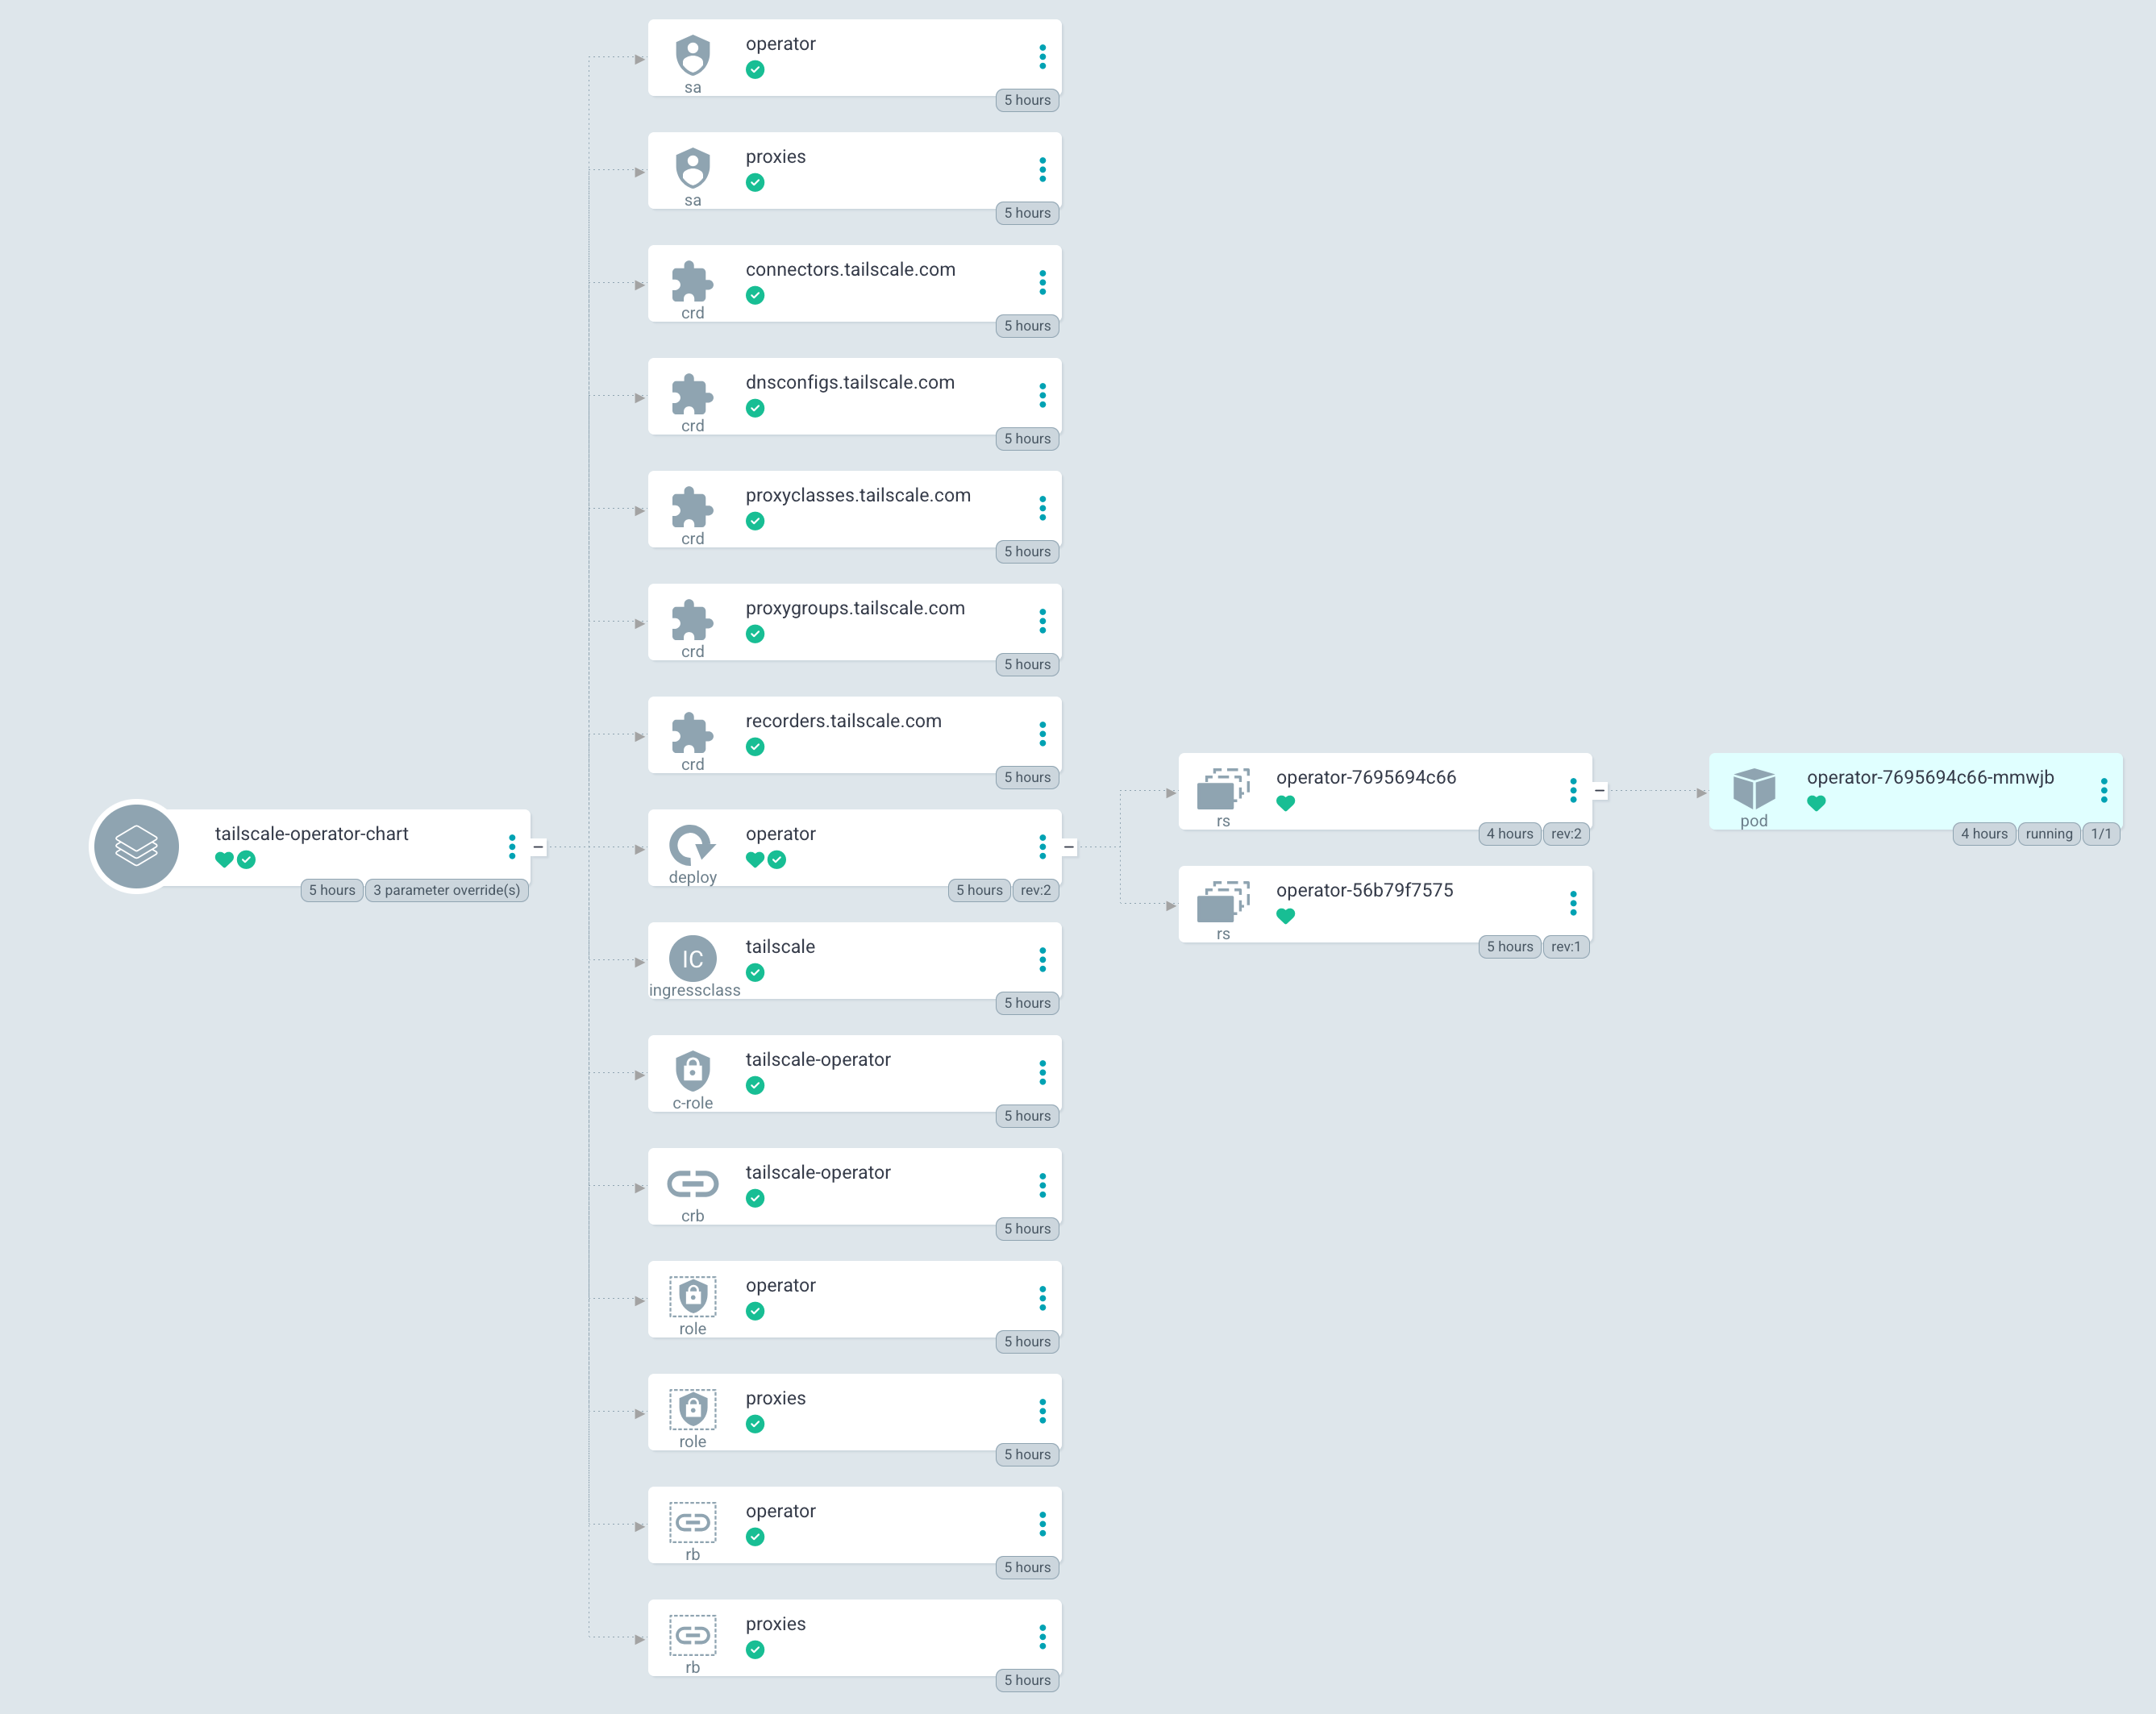 operator
sa
5 hours
proxies
sa
5 hours
connectors.tailscale.com
crd
5 hours
dnsconfigs.tailscale.com
crd
5 hours
proxyclasses.tailscale.com
crd
5 hours
proxygroups.tailscale.com
crd
5 hours
recorders.tailscale.com
crd
5 hours
tailscale-operator-chart
5 hours 3 parameter override(s)
operator
deploy
5 hours rev:2
operator-7695694c66
rs
4 hours rev:2
operator-7695694c66-mmwjb
pod
4 hours running 1/1
operator-56b79f7575
rs
5 hours rev:1
IC
tailscale
ingressclass
5 hours
tailscale-operator
c-role
5 hours
tailscale-operator
crb
5 hours
operator
role
5 hours
proxies
role
5 hours
operator
rb
5 hours
proxies
rb
5 hours